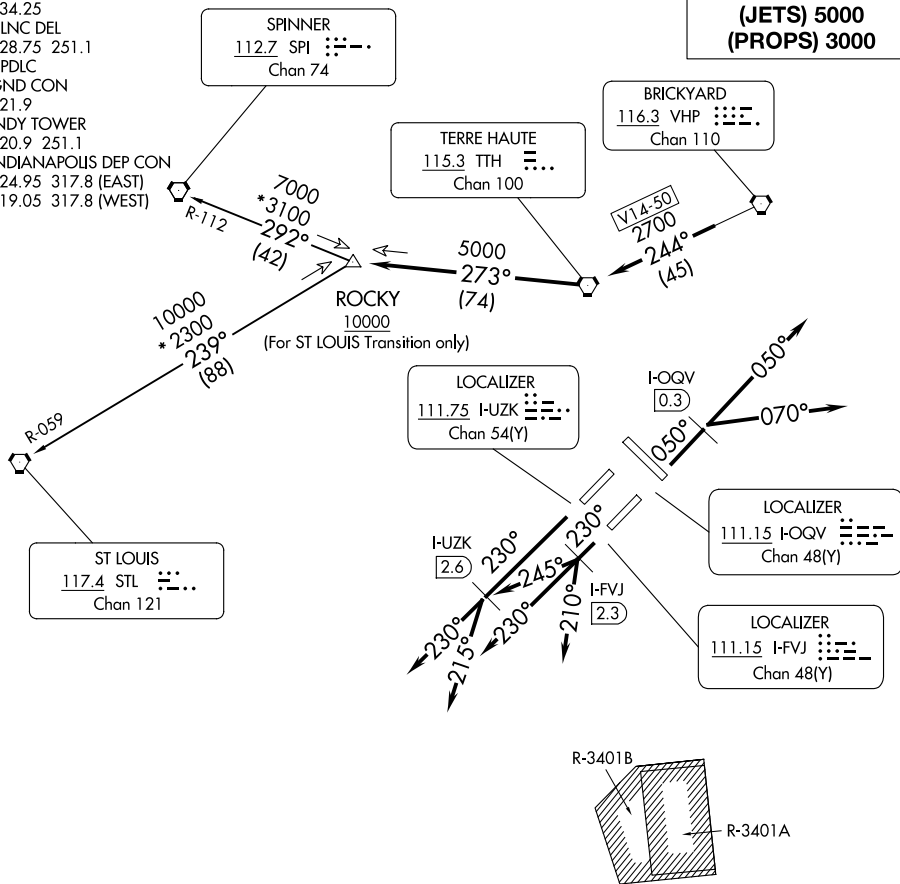 34.25
LNC DEL
28.75 251.1
PDLC
GND CON
21.9
NDY TOWER
20.9 251.1
NDIANAPOLIS DEP CON
24.95 317.8 (EAST)
19.05 317.8 (WEST)
(JETS) 5000
(PROPS) 3000
SPINNER
112.7 SPI
Chan 74
BRICKYARD
116.3 VHP
Chan 110
TERRE HAUTE
115.3 TTH
Chan 100
R-112
7000
*3100
292°
(42)
5000
273°
(74)
V14-50
2700
244°
(45)
ROCKY
10000
(For ST LOUIS Transition only)
10000
* 2300
239°
(88)
R-059
ST LOUIS
117.4 STL
Chan 121
LOCALIZER
111.75 I-UZK
Chan 54(Y)
I-OQV
0.3
050°
050°
070°
LOCALIZER
111.15 I-OQV
Chan 48(Y)
I-UZK
2.6
230°
230°
245°
I-FVJ
2.3
230°
215°
230°
210°
LOCALIZER
111.15 I-FVJ
Chan 48(Y)
R-3401B
R-3401A